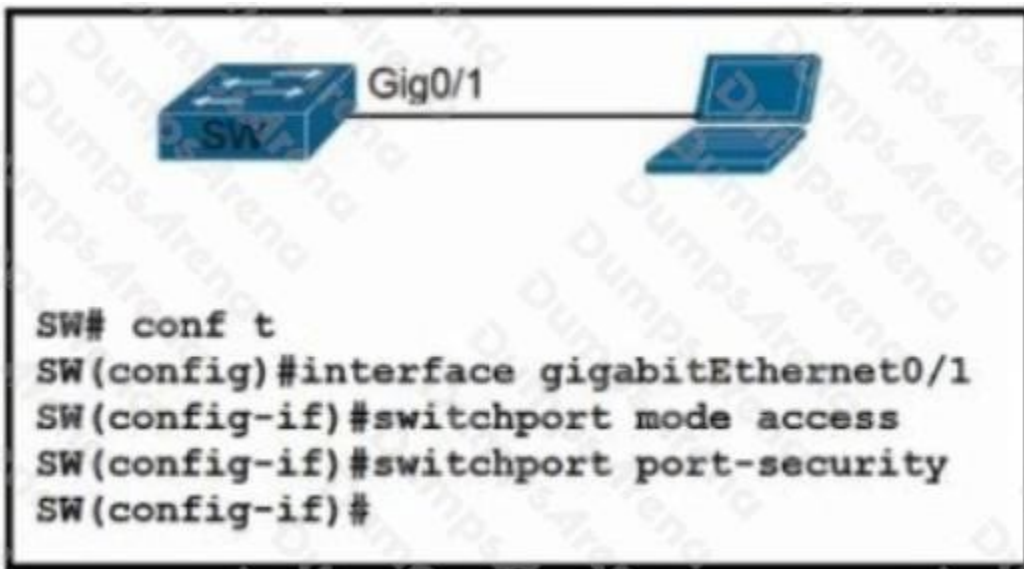 Gig0/1
SW
SW# conf t
SW(config)#interface gigabitEthernet0/1
SW(config-if)#switchport mode access
SW(config-if)#switchport port-security
SW(config-if)#
DumpsArena